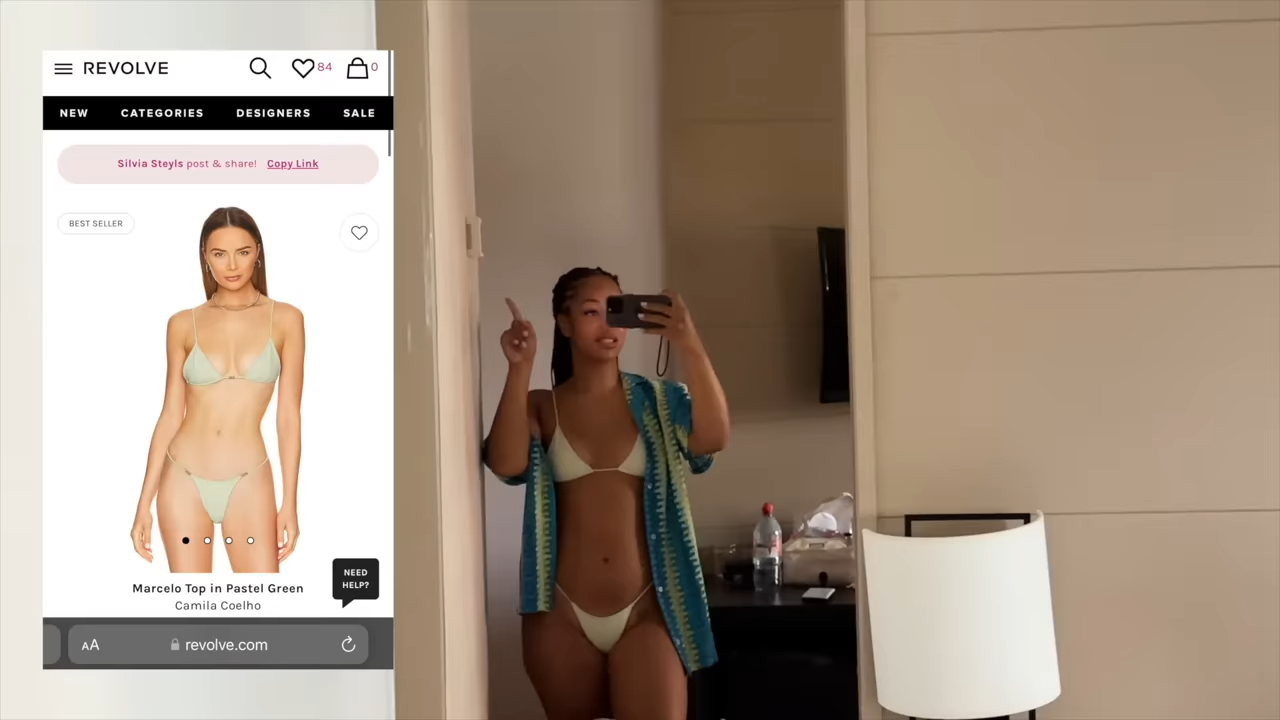 REVOLVE 84 0
NEW CATEGORIES DESIGNERS SALE
Silvia Steyls post & share! Copy Link
BEST SELLER
NEED
HELP?
Marcelo Top in Pastel Green
Camila Coelho
AA revolve.com